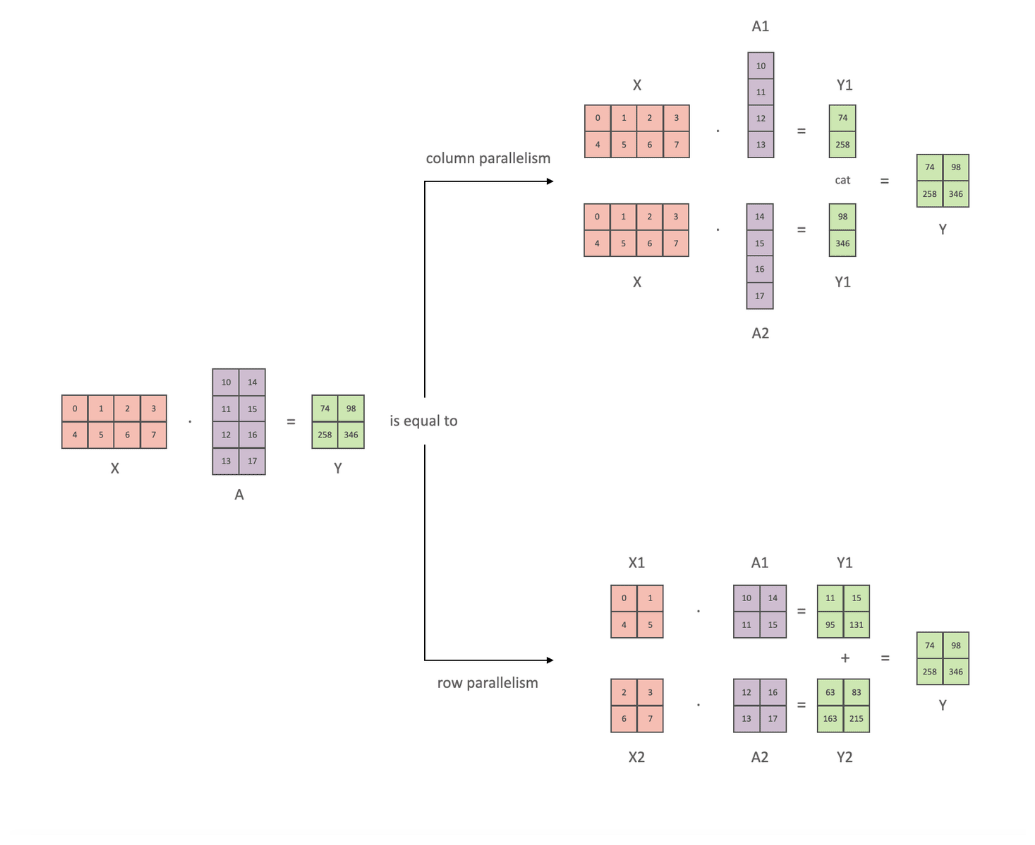 A1
10
11
12
13
X
0 1 2 3
4 5 6 7
·
=
Y1
74
258
column parallelism
cat
=
74 98
258 346
Y
0 1 2 3
4 5 6 7
X
·
14
15
16
17
A2
=
98
346
Y1
0 1 2 3
4 5 6 7
X
·
10 14
11 15
12 16
13 17
A
=
74 98
258 346
Y
is equal to
X1
0 1
4 5
·
A1
10 14
11 15
=
Y1
11 15
95 131
+
=
74 98
258 346
Y
row parallelism
2 3
6 7
X2
·
12 16
13 17
A2
=
63 83
163 215
Y2